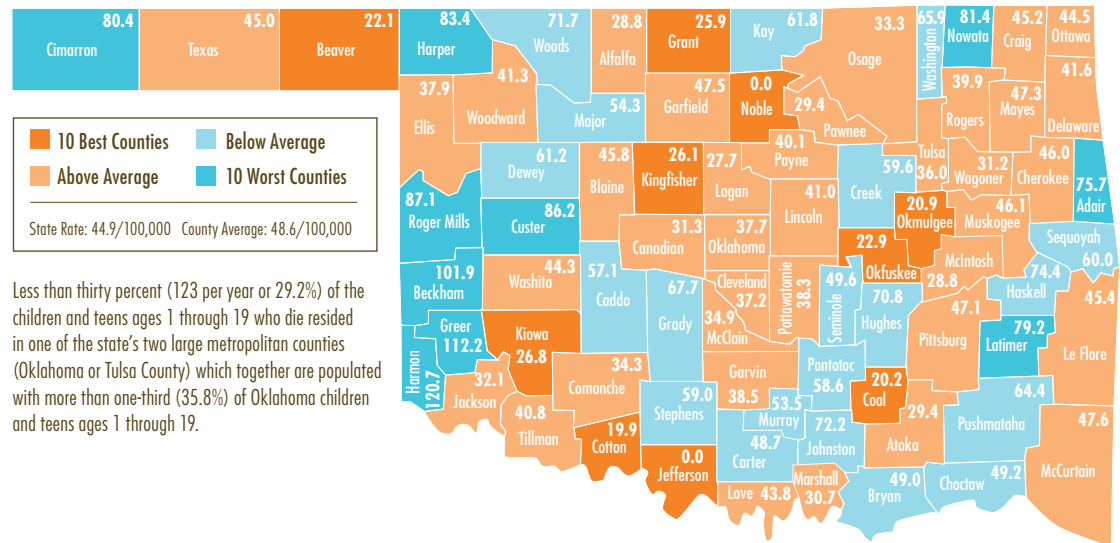 80.4
Cimarron
45.0
Texas
22.1
Beaver
83.4
Harper
71.7
Woods
28.8
Alfalfa
25.9
Grant
61.8
Kay
33.3
Osage
65.9
Washington
81.4
Nowata
45.2
Craig
44.5
Ottawa
37.9
Ellis
41.3
Woodward
54.3
Major
47.5
Garfield
0.0
Noble
29.4
Pawnee
39.9
Rogers
47.3
Mayes
41.6
Delaware
10 Best Counties
Below Average
Above Average
10 Worst Counties
State Rate: 44.9/100,000 County Average: 48.6/100,000
61.2
Dewey
45.8
Blaine
26.1
Kingfisher
27.7
Logan
40.1
Payne
59.6
Creek
Tulsa
36.0
31.2
Wagoner
46.0
Cherokee
75.7
Adair
87.1
Roger Mills
86.2
Custer
31.3
Canadian
37.7
Oklahoma
41.0
Lincoln
20.9
Okmulgee
46.1
Muskogee
Sequoyah
60.0
101.9
Beckham
44.3
Washita
57.1
Caddo
67.7
Grady
Cleveland
37.2
34.9
McClain
Pottawatamie
38.3
49.6
Seminole
22.9
Okfuskee
McIntosh
28.8
74.4
Haskell
45.4
Le Flore
70.8
Hughes
47.1
Pittsburg
79.2
Latimer
Less than thirty percent (123 per year or 29.2%) of the
children and teens ages 1 through 19 who die resided
in one of the state's two large metropolitan counties
(Oklahoma or Tulsa County) which together are populated
with more than one-third (35.8%) of Oklahoma children
and teens ages 1 through 19.
Greer
112.2
Harmon
120.7
Kiowa
26.8
32.1
Jackson
34.3
Comanche
40.8
Tillman
19.9
Cotton
59.0
Stephens
0.0
Jefferson
Garvin
38.5
53.5
Murray
Pontotoc
58.6
20.2
Coal
29.4
Atoka
64.4
Pushmataha
47.6
McCurtain
48.7
Carter
72.2
Johnston
Love 43.8
Marshall
30.7
49.0
Bryan
49.2
Choctaw